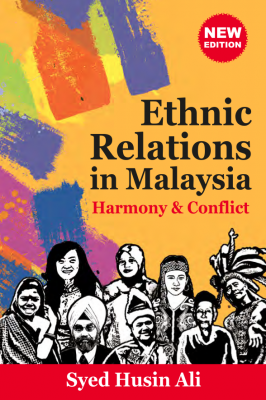 NEW
EDITION
Ethnic
Relations
in Malaysia
Harmony & Conflict
Syed Husin Ali